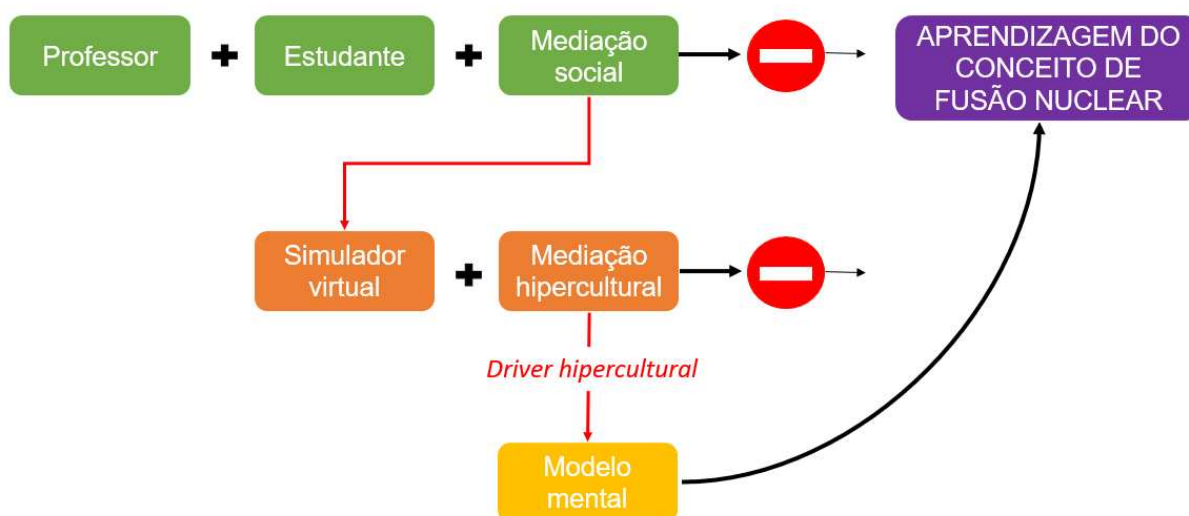 Professor
Estudante
Mediação
social
APRENDIZAGEM DO
CONCEITO DE
FUSÃO NUCLEAR
Simulador
virtual
Mediação
hipercultural
Driver hipercultural
Modelo
mental